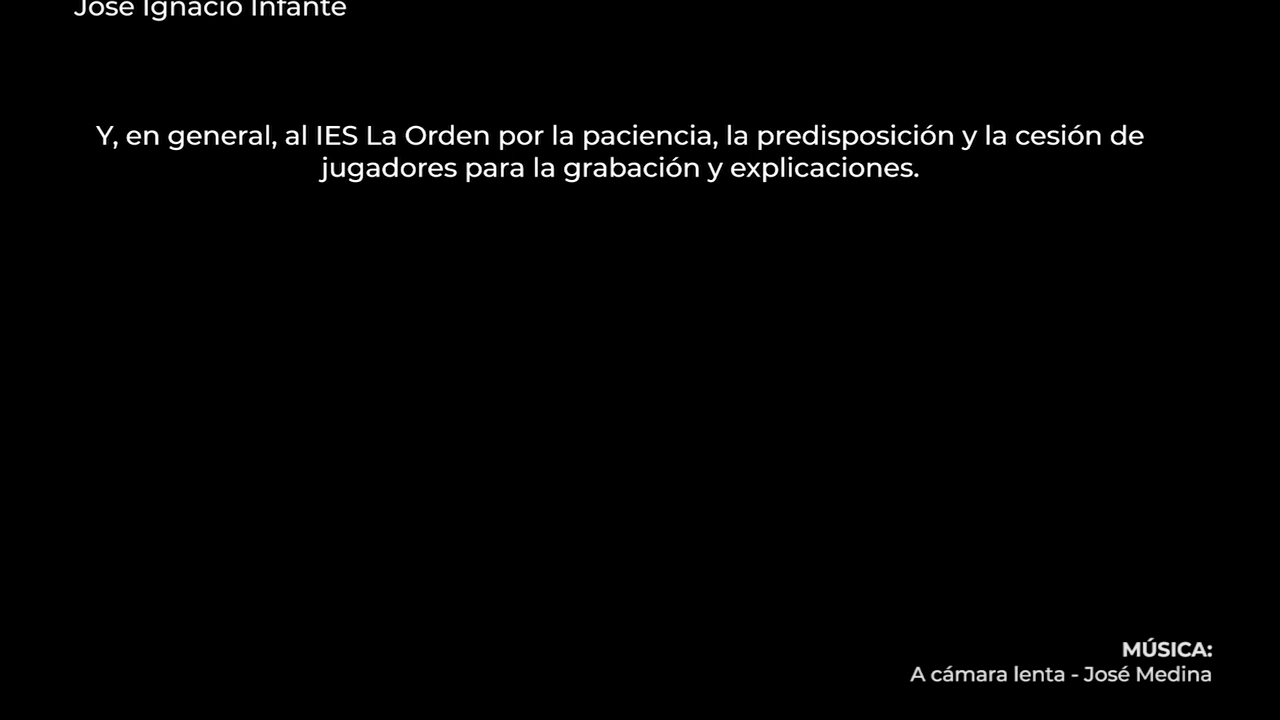 José Ignacio Infante
Y, en general, al IES La Orden por la paciencia, la predisposición y la cesión de
jugadores para la grabación y explicaciones.
MÚSICA:
A cámara lenta - José Medina